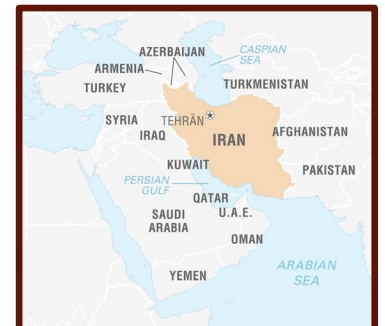 AZERBAIJAN
CASPIAN
SEA
ARMENIA
TURKMENISTAN
TURKEY
SYRIA
TEHRĀN
IRAQ
IRAN
AFGHANISTAN
KUWAIT
PAKISTAN
PERSIAN
GULF
QATAR
U.A.E.
SAUDI
ARABIA
OMAN
ARABIAN
SEA
YEMEN